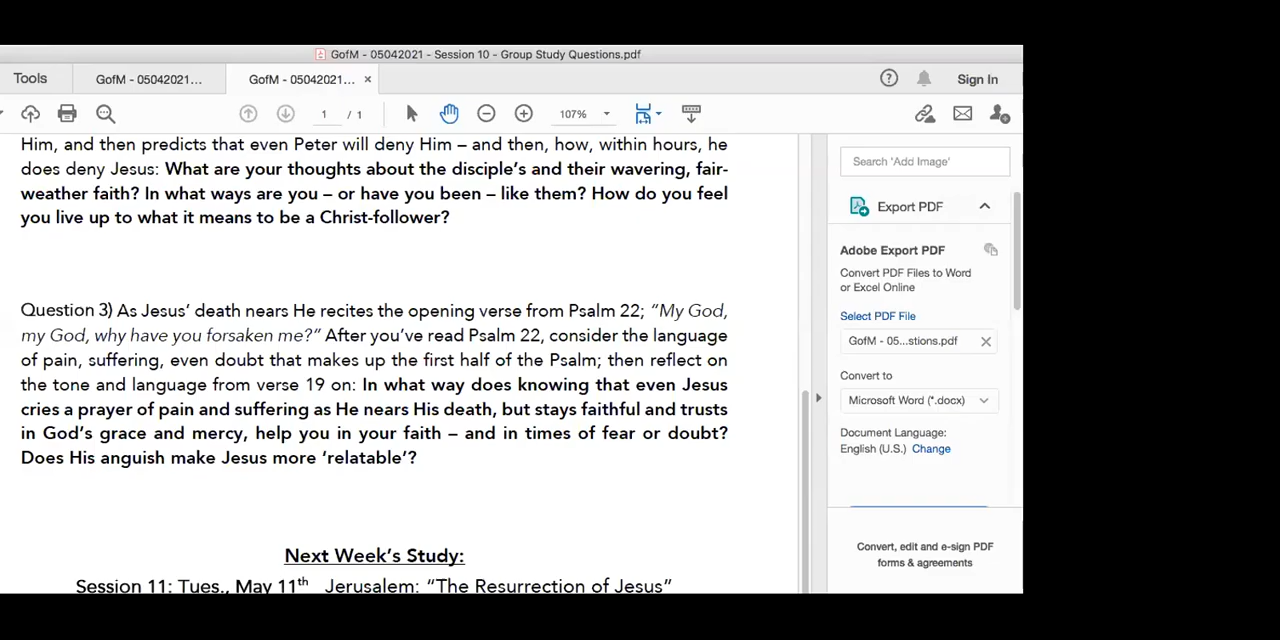 GofM - 05042021 - Session 10 - Group Study Questions.pdf
Tools
GofM - 05042021...
GofM - 05042021... ×
Sign In
1 / 1
107%
Him, and then predicts that even Peter will deny Him – and then, how, within hours, he
does deny Jesus: What are your thoughts about the disciple's and their wavering, fair-
weather faith? In what ways are you – or have you been – like them? How do you feel
you live up to what it means to be a Christ-follower?
Question 3) As Jesus' death nears He recites the opening verse from Psalm 22; "My God,
my God, why have you forsaken me?" After you've read Psalm 22, consider the language
of pain, suffering, even doubt that makes up the first half of the Psalm; then reflect on
the tone and language from verse 19 on: In what way does knowing that even Jesus
cries a prayer of pain and suffering as He nears His death, but stays faithful and trusts
in God's grace and mercy, help you in your faith – and in times of fear or doubt?
Does His anguish make Jesus more 'relatable'?
Next Week's Study:
Session 11: Tues., May 11th Jerusalem: "The Resurrection of Jesus"
Search 'Add Image'
Export PDF
Adobe Export PDF
Convert PDF Files to Word
or Excel Online
Select PDF File
GofM - 05...stions.pdf
Convert to
Microsoft Word (*.docx)
Document Language:
English (U.S.) Change
Convert, edit and e-sign PDF
forms & agreements